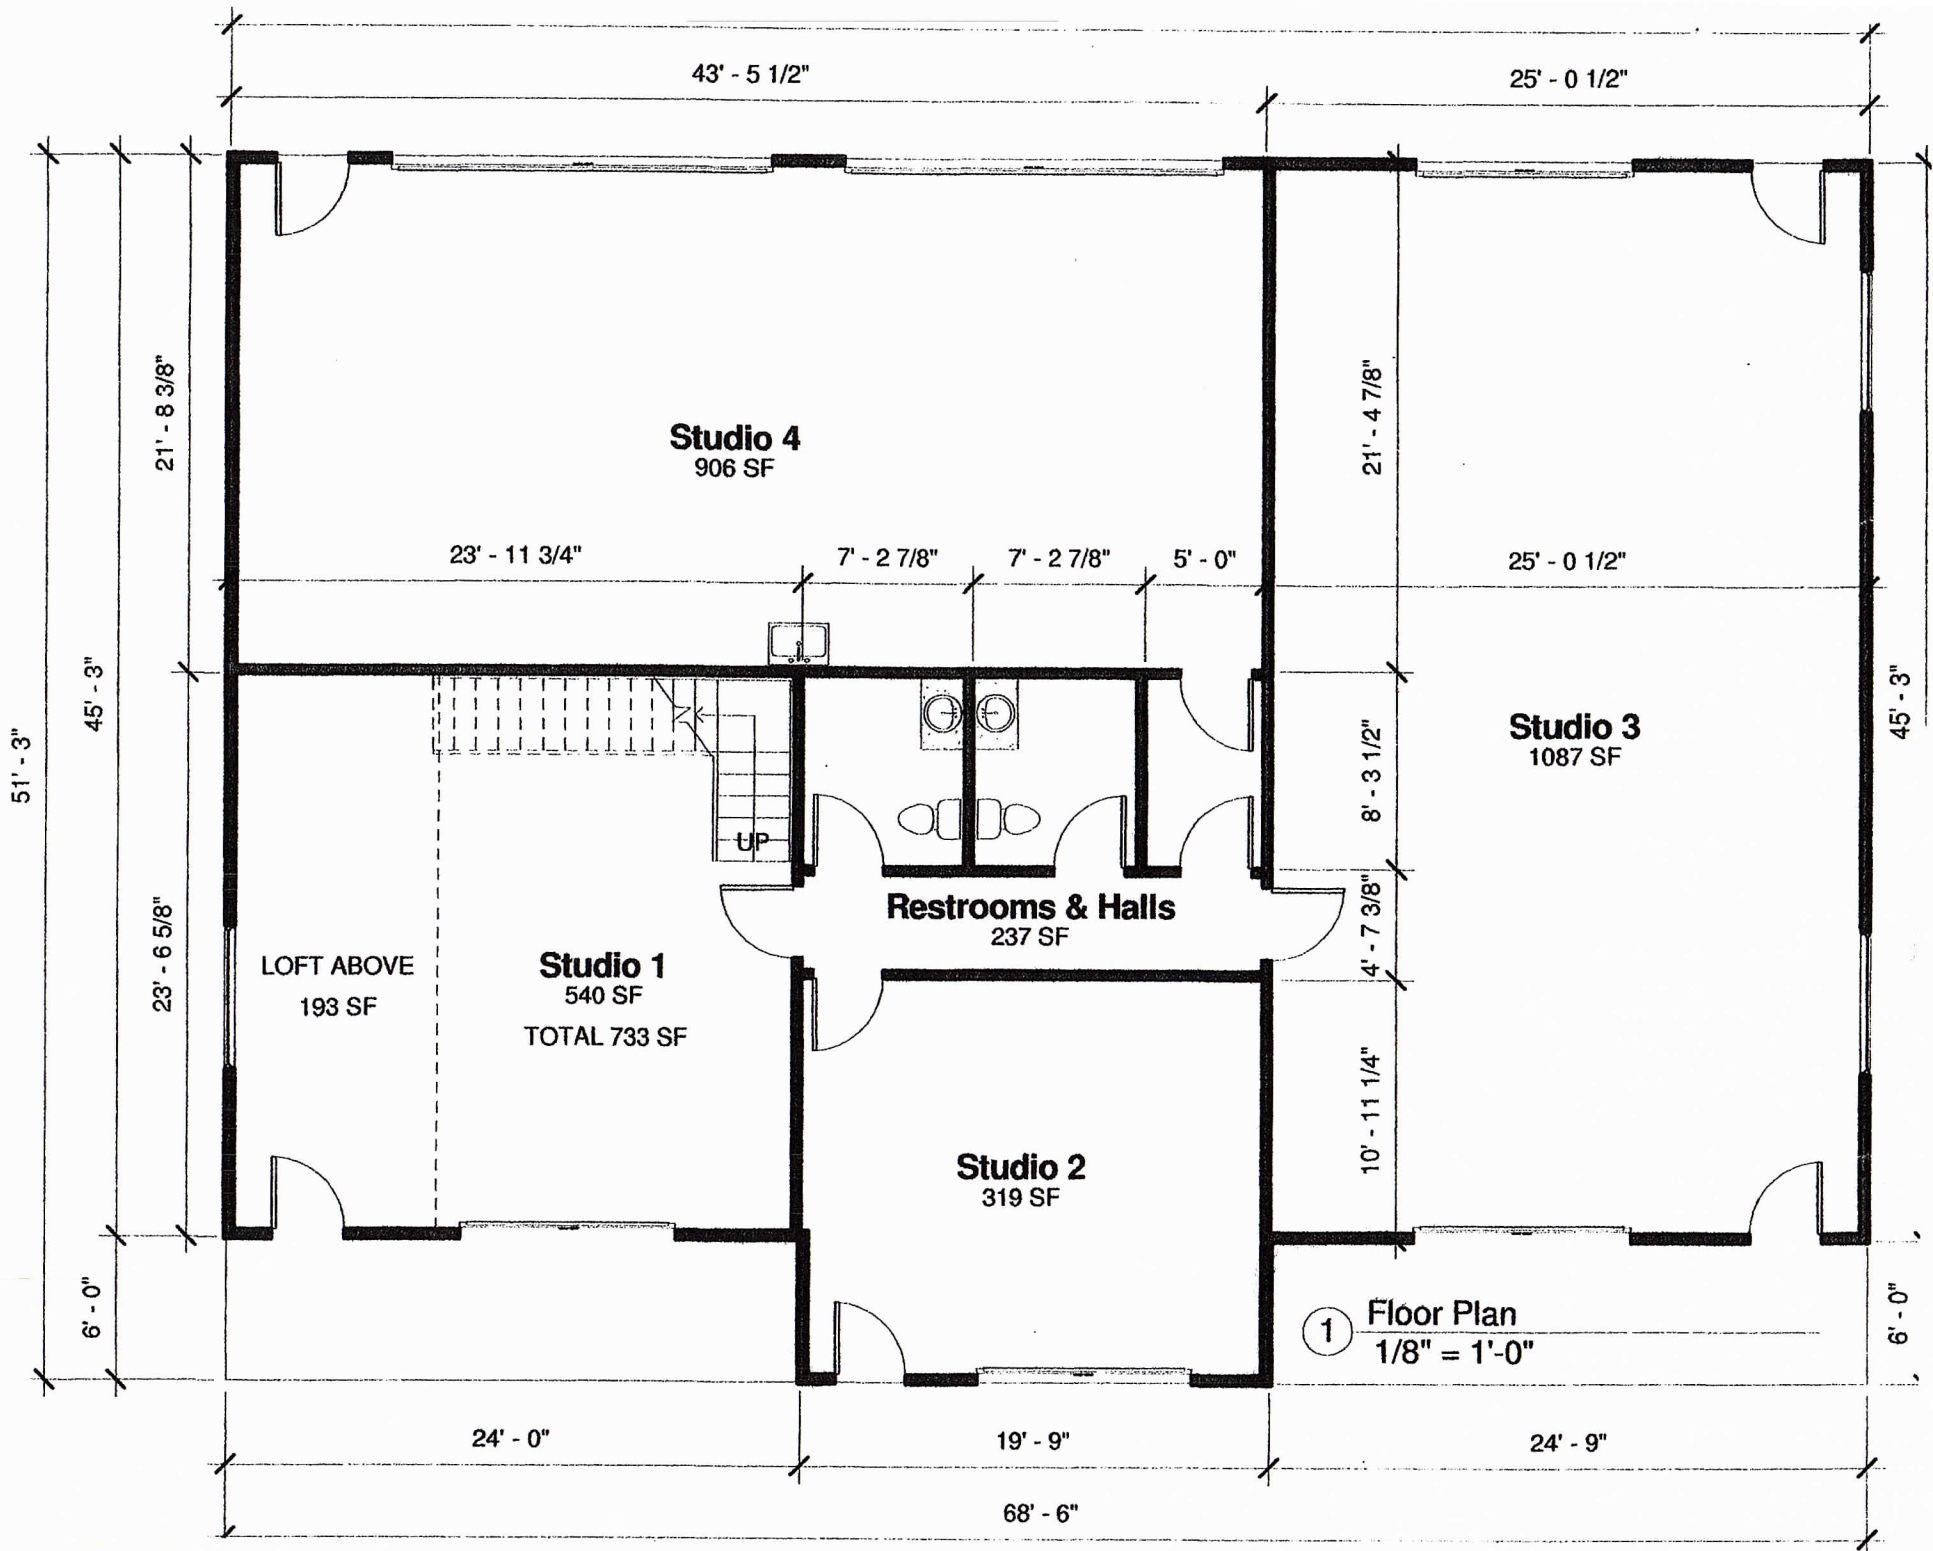 43' - 5 1/2"
25' - 0 1/2"
21' - 8 3/8"
21' - 4 7/8"
Studio 4
906 SF
23' - 11 3/4"
7' - 2 7/8"
7' - 2 7/8"
5' - 0"
25' - 0 1/2"
51' - 3"
45' - 3"
45' - 3"
Studio 3
1087 SF
8' - 3 1/2"
UP
Restrooms & Halls
237 SF
4' - 7 3/8"
23' - 6 5/8"
LOFT ABOVE
193 SF
Studio 1
540 SF
TOTAL 733 SF
10' - 11 1/4"
Studio 2
319 SF
6' - 0"
6' - 0"
1
Floor Plan
1/8" = 1'-0"
24' - 0"
19' - 9"
24' - 9"
68' - 6"